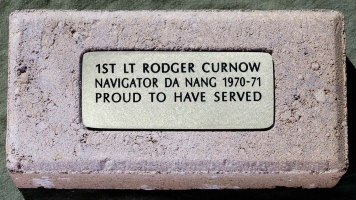 1ST LT RODGER CURNOW
NAVIGATOR DA NANG 1970-71
PROUD TO HAVE SERVED